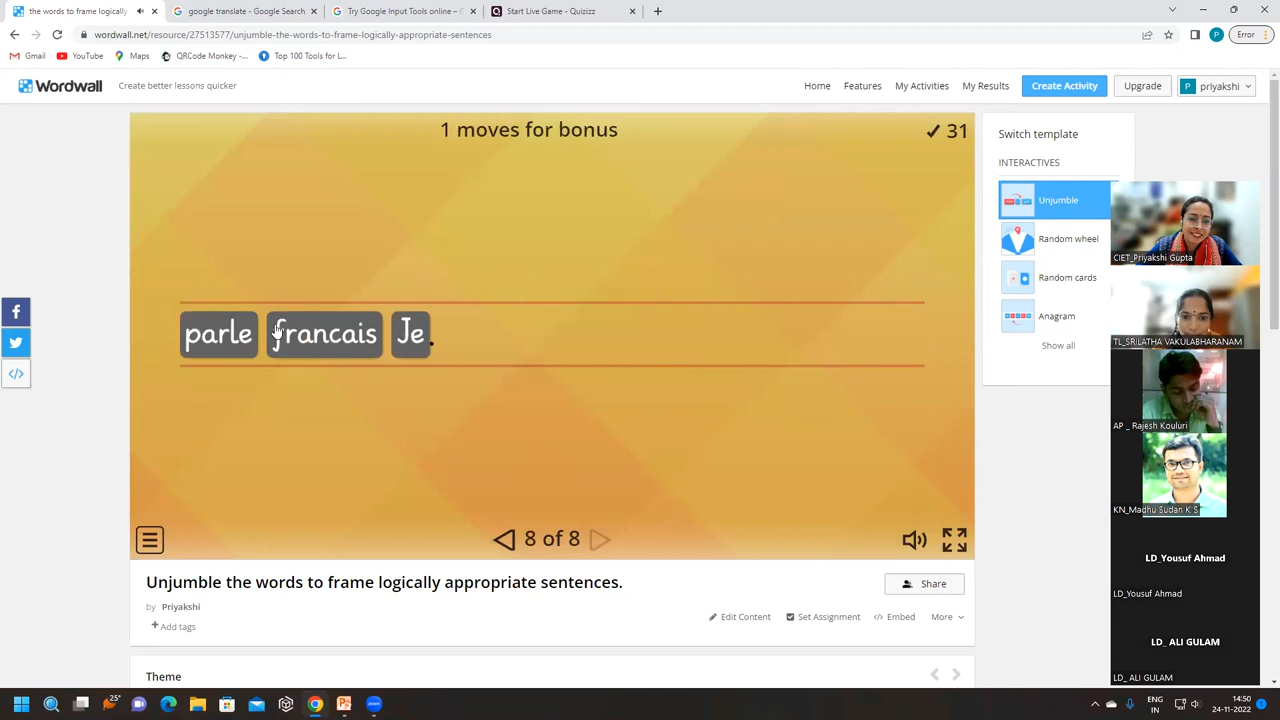 the words to frame logically
google translate - Google Search
Try Google Input Tools online – G
Start Live Game - Quizizz
wordwall.net/resource/27513577/unjumble-the-words-to-frame-logically-appropriate-sentences
P
Error
Gmail
YouTube
Maps
QRCode Monkey -...
Top 100 Tools for L...
Wordwall
Create better lessons quicker
Home
Features
My Activities
My Results
Create Activity
Upgrade
P
priyakshi
1 moves for bonus
31
parle francais Je.
8 of 8
Switch template
INTERACTIVES
Unjumble
Random wheel
Random cards
Anagram
Show all
CIET_Priyakshi Gupta
TL_SRILATHA VAKULABHARANAM
AP _ Rajesh Kouluri
KN_Madhu Sudan K S
LD_Yousuf Ahmad
LD_Yousuf Ahmad
LD_ ALI GULAM
LD_ ALI GULAM
Unjumble the words to frame logically appropriate sentences.
Share
by Priyakshi
Edit Content
Set Assignment
Embed
More
Add tags
Theme
25°
ENG
IN
14:50
24-11-2022